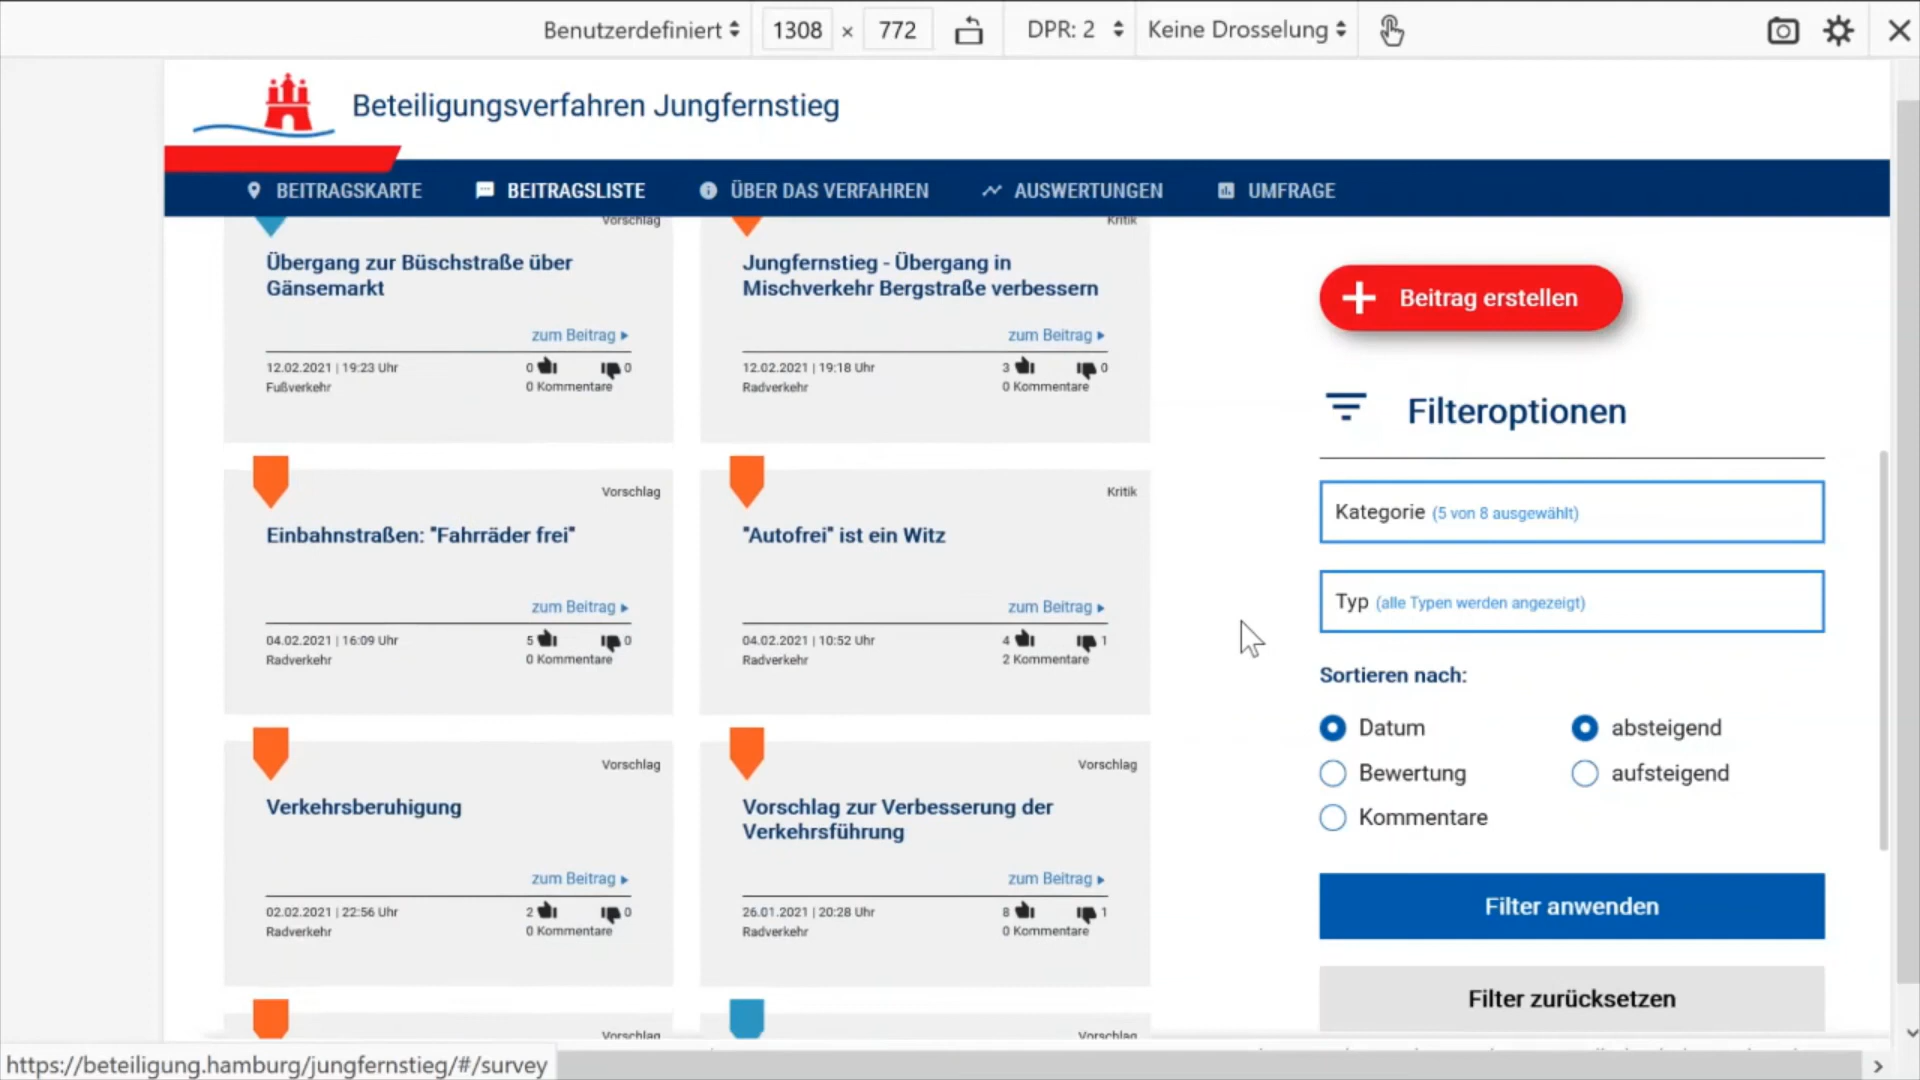 Benutzerdefiniert 1308 × 772 DPR: 2 Keine Drosselung
Beteiligungsverfahren Jungfernstieg
BEITRAGSKARTE BEITRAGSLISTE ÜBER DAS VERFAHREN AUSWERTUNGEN UMFRAGE
Vorschlag
Übergang zur Büschstraße über
Gänsemarkt
zum Beitrag
12.02.2021 | 19:23 Uhr 0 0
Fußverkehr 0 Kommentare
Kritik
Jungfernstieg - Übergang in
Mischverkehr Bergstraße verbessern
zum Beitrag
12.02.2021 | 19:18 Uhr 3 0
Radverkehr 0 Kommentare
Vorschlag
Einbahnstraßen: "Fahrräder frei"
zum Beitrag
04.02.2021 | 16:09 Uhr 5 0
Radverkehr 0 Kommentare
Kritik
"Autofrei" ist ein Witz
zum Beitrag
04.02.2021 | 10:52 Uhr 4 1
Radverkehr 2 Kommentare
Vorschlag
Verkehrsberuhigung
zum Beitrag
02.02.2021 | 22:56 Uhr 2 0
Radverkehr 0 Kommentare
Vorschlag
Vorschlag zur Verbesserung der
Verkehrsführung
zum Beitrag
26.01.2021 | 20:28 Uhr 8 1
Radverkehr 0 Kommentare
Vorschlag
Vorschlag
Beitrag erstellen
Filteroptionen
Kategorie (5 von 8 ausgewählt)
Typ (alle Typen werden angezeigt)
Sortieren nach:
Datum absteigend
Bewertung aufsteigend
Kommentare
Filter anwenden
Filter zurücksetzen
https://beteiligung.hamburg/jungfernstieg/#/survey